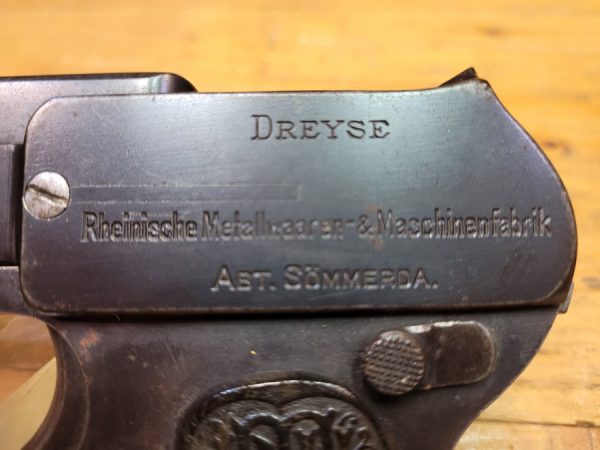 DREYSE
Rheinische Metallwaaren- & Maschinenfabrik
ABT. SÖMMERDA.